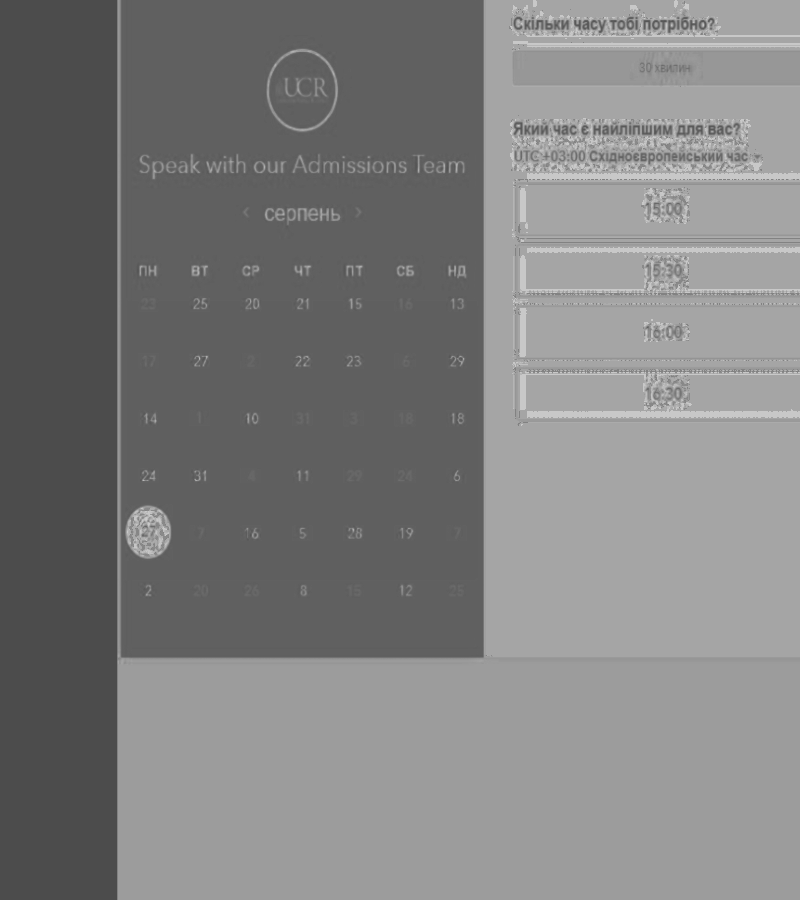 UCR
Speak with our Admissions Team
‹ серпень ›
ПН ВТ СР ЧТ ПТ СБ НД
22 25 20 21 15 16 13
17 27 2 22 23 6 29
14 1 10 31 3 18 18
24 31 4 11 29 24 6
27 7 16 5 28 19 7
2 20 26 8 15 12 25
Скільки часу тобі потрібно?
30 хвилин
Який час є найліпшим для вас?
UTC +03:00 Східноєвропейський час
15:00
15:30
16:00
16:30